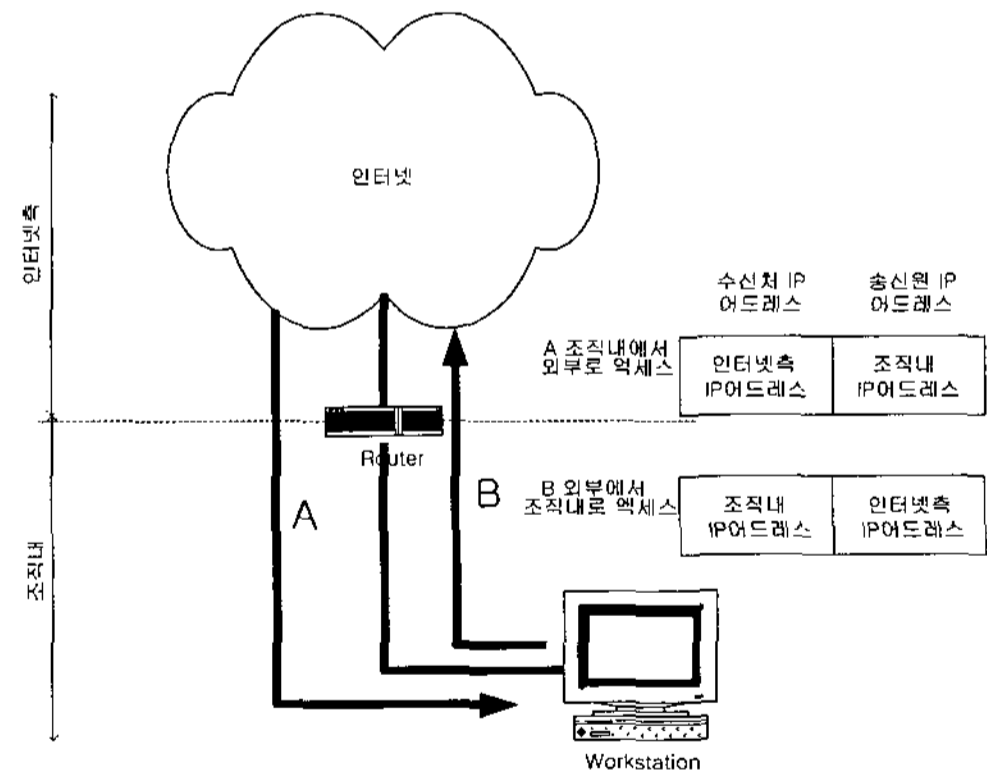 인터넷
인터넷측
수신처 IP
어드레스
송신원 IP
어드레스
A 조직내에서
외부로 억세스
인터넷측
IP어드레스
조직내
IP어드레스
Router
A
B
B 외부에서
조직내로 액세스
조직내
IP어드레스
인터넷측
IP어드레스
조직내
Workstation